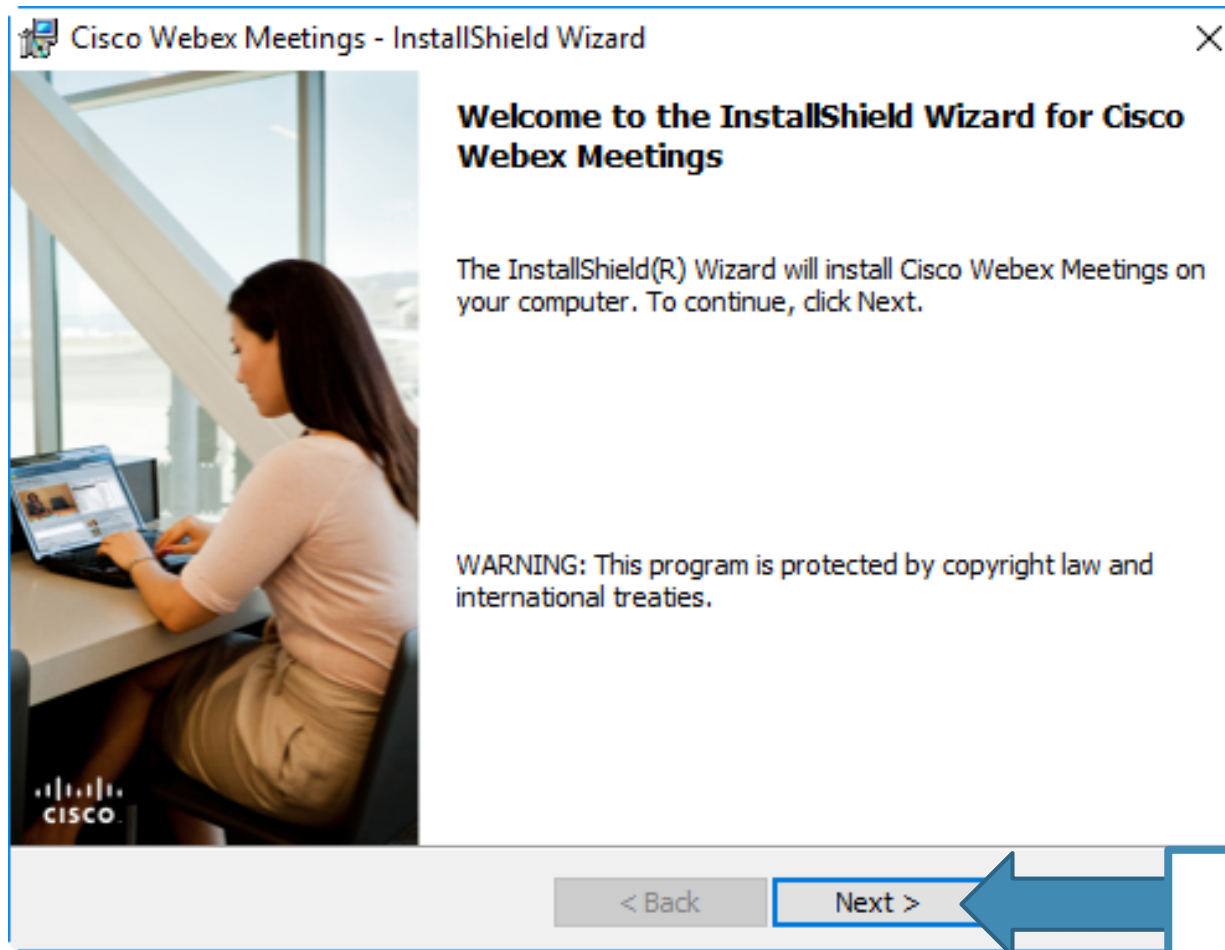 Cisco Webex Meetings - InstallShield Wizard
Welcome to the InstallShield Wizard for Cisco
Webex Meetings
The InstallShield(R) Wizard will install Cisco Webex Meetings on
your computer. To continue, click Next.
WARNING: This program is protected by copyright law and
international treaties.
CISCO
< Back
Next >